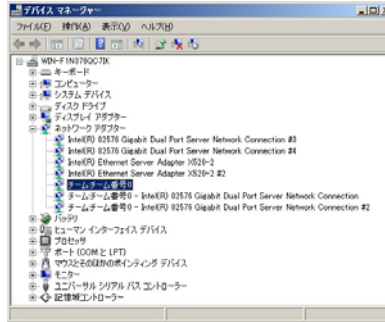 デバイス マネージャー
ファイル(F) 操作(A) 表示(V) ヘルプ(H)
WIN-F1N376QC7IK
キーボード
コンピューター
システム デバイス
ディスク ドライブ
ディスプレイ アダプター
ネットワーク アダプター
Intel(R) 82576 Gigabit Dual Port Server Network Connection #3
Intel(R) 82576 Gigabit Dual Port Server Network Connection #4
Intel(R) Ethernet Server Adapter X520-2
Intel(R) Ethernet Server Adapter X520-2 #2
チームチーム番号0
チームチーム番号0 - Intel(R) 82576 Gigabit Dual Port Server Network Connection
チームチーム番号0 - Intel(R) 82576 Gigabit Dual Port Server Network Connection #2
バッテリ
ヒューマン インターフェイス デバイス
プロセッサ
ポート (COM と LPT)
マウスとそのほかのポインティング デバイス
モニター
ユニバーサル シリアル バス コントローラー
記憶域コントローラー